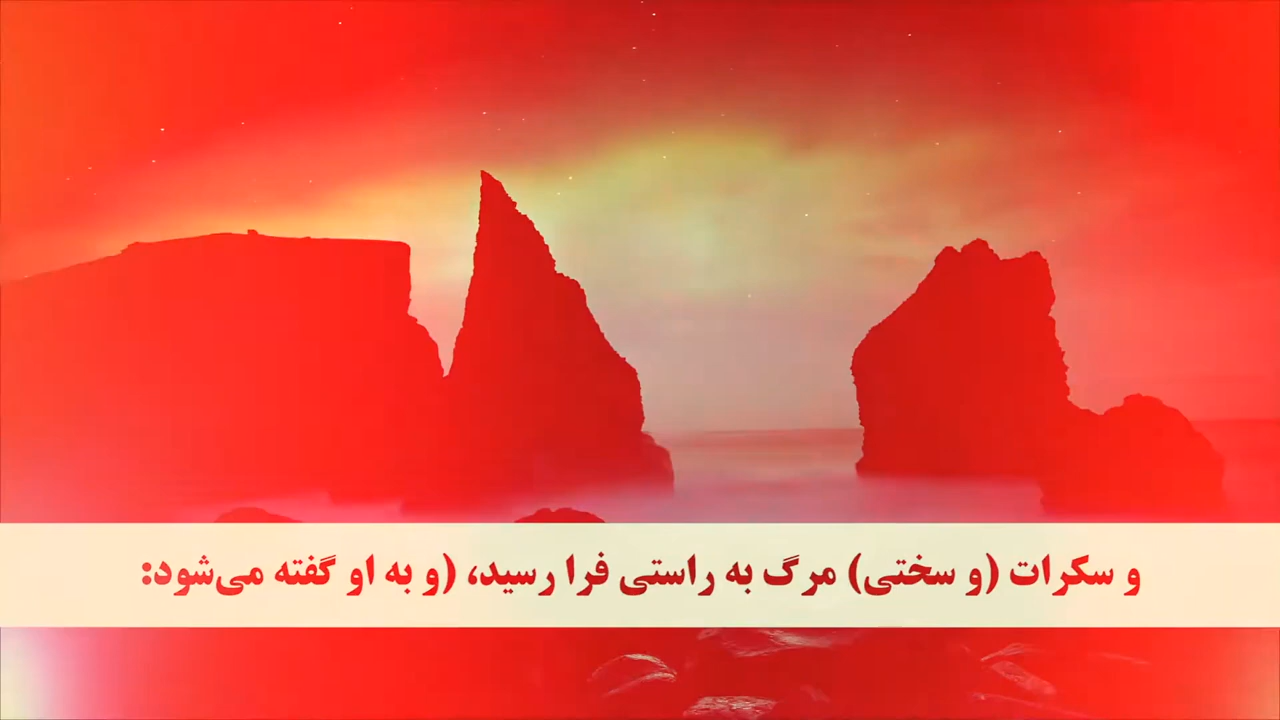 و سکرات (و سختی) مرگ به راستی فرا رسید، (و به او گفته می‌شود: